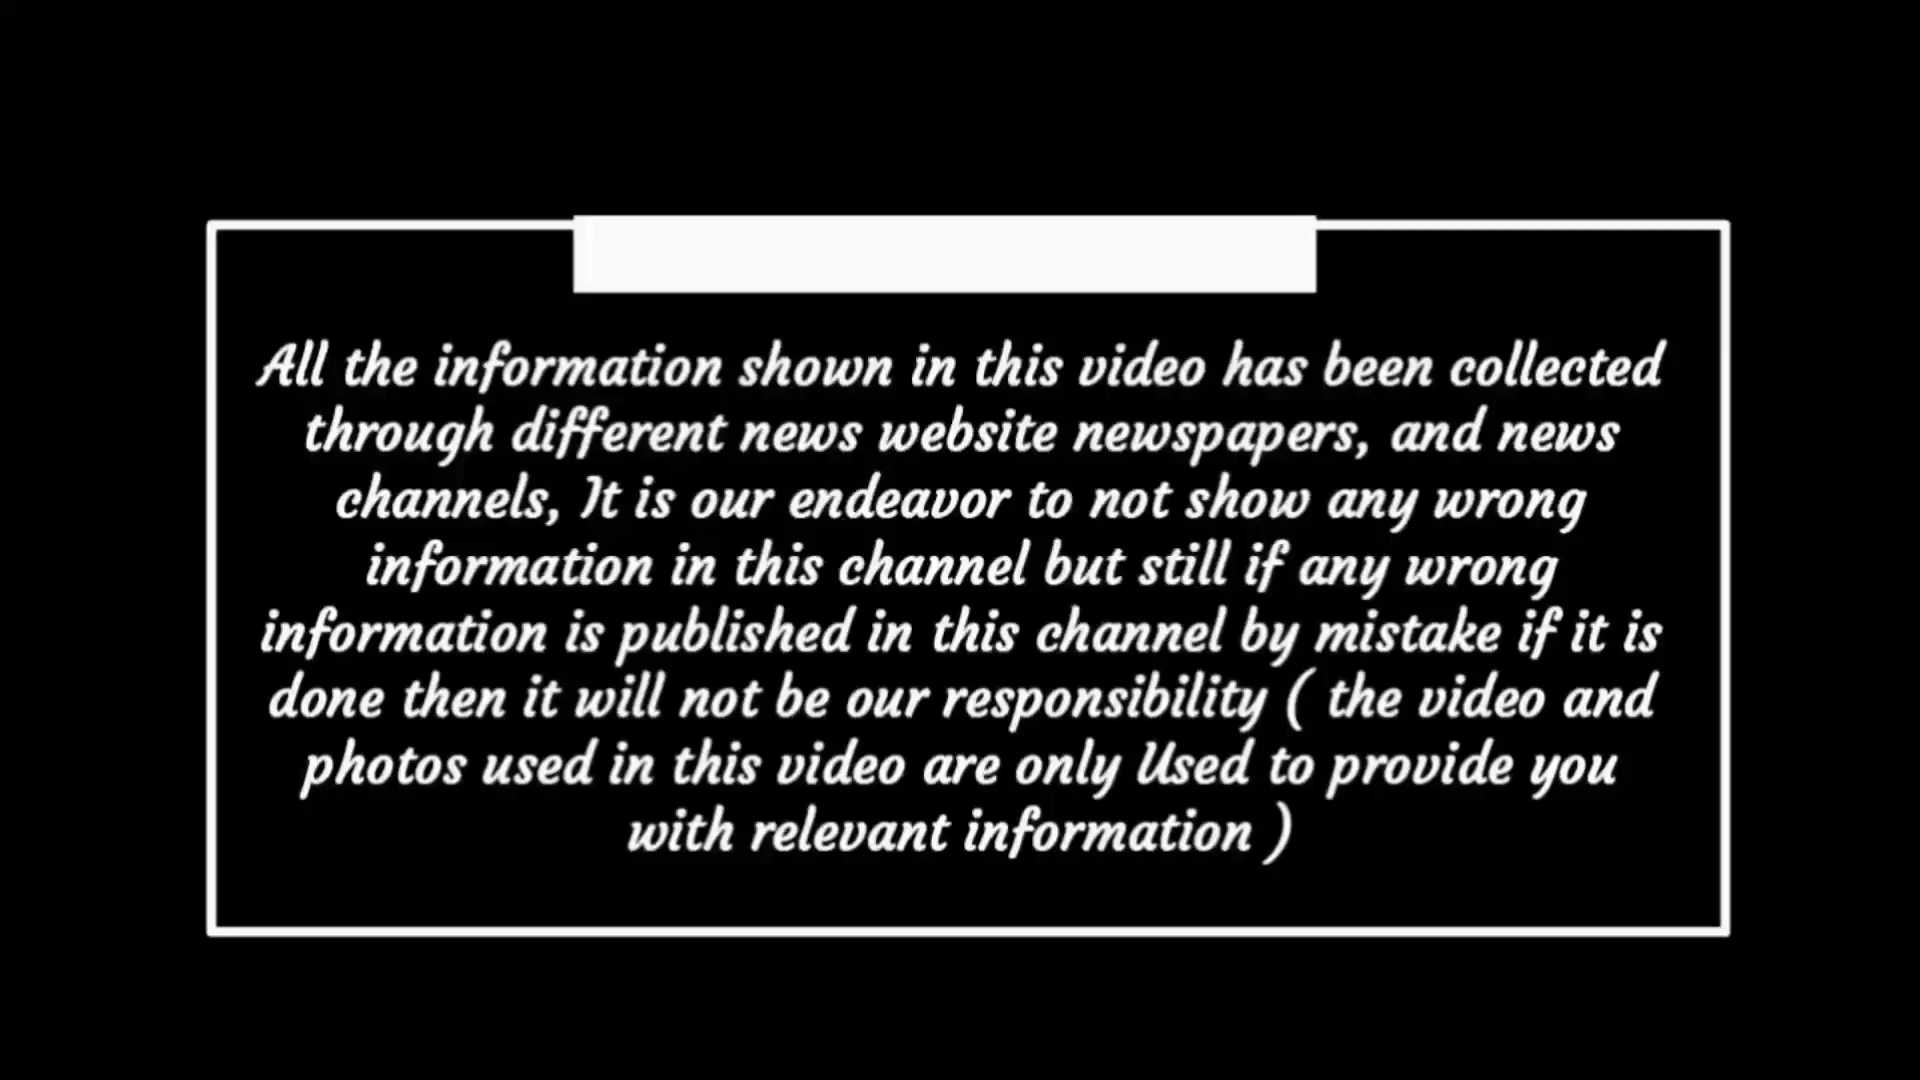 All the information shown in this video has been collected
through different news website newspapers, and news
channels, It is our endeavor to not show any wrong
information in this channel but still if any wrong
information is published in this channel by mistake if it is
done then it will not be our responsibility ( the video and
photos used in this video are only Used to provide you
with relevant information )